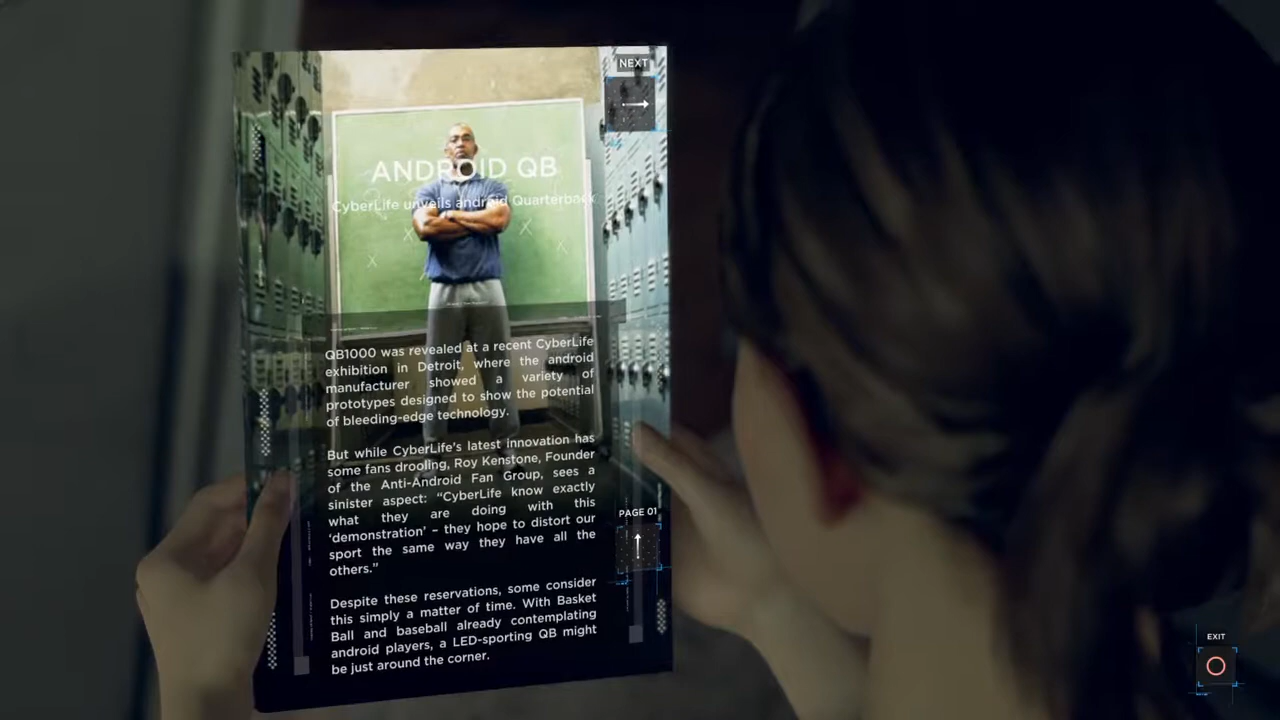 NEXT
ANDROID QB
CyberLife unveils android Quarterback
QB1000 was revealed at a recent CyberLife
exhibition in Detroit, where the android
manufacturer showed a variety of
prototypes designed to show the potential
of bleeding-edge technology.
But while CyberLife's latest innovation has
some fans drooling, Roy Kenstone, Founder
of the Anti-Android Fan Group, sees a
sinister aspect: “CyberLife know exactly
what they are doing with this
‘demonstration’ – they hope to distort our
sport the same way they have all the
others.”
PAGE 01
Despite these reservations, some consider
this simply a matter of time. With Basket
Ball and baseball already contemplating
android players, a LED-sporting QB might
be just around the corner.
EXIT